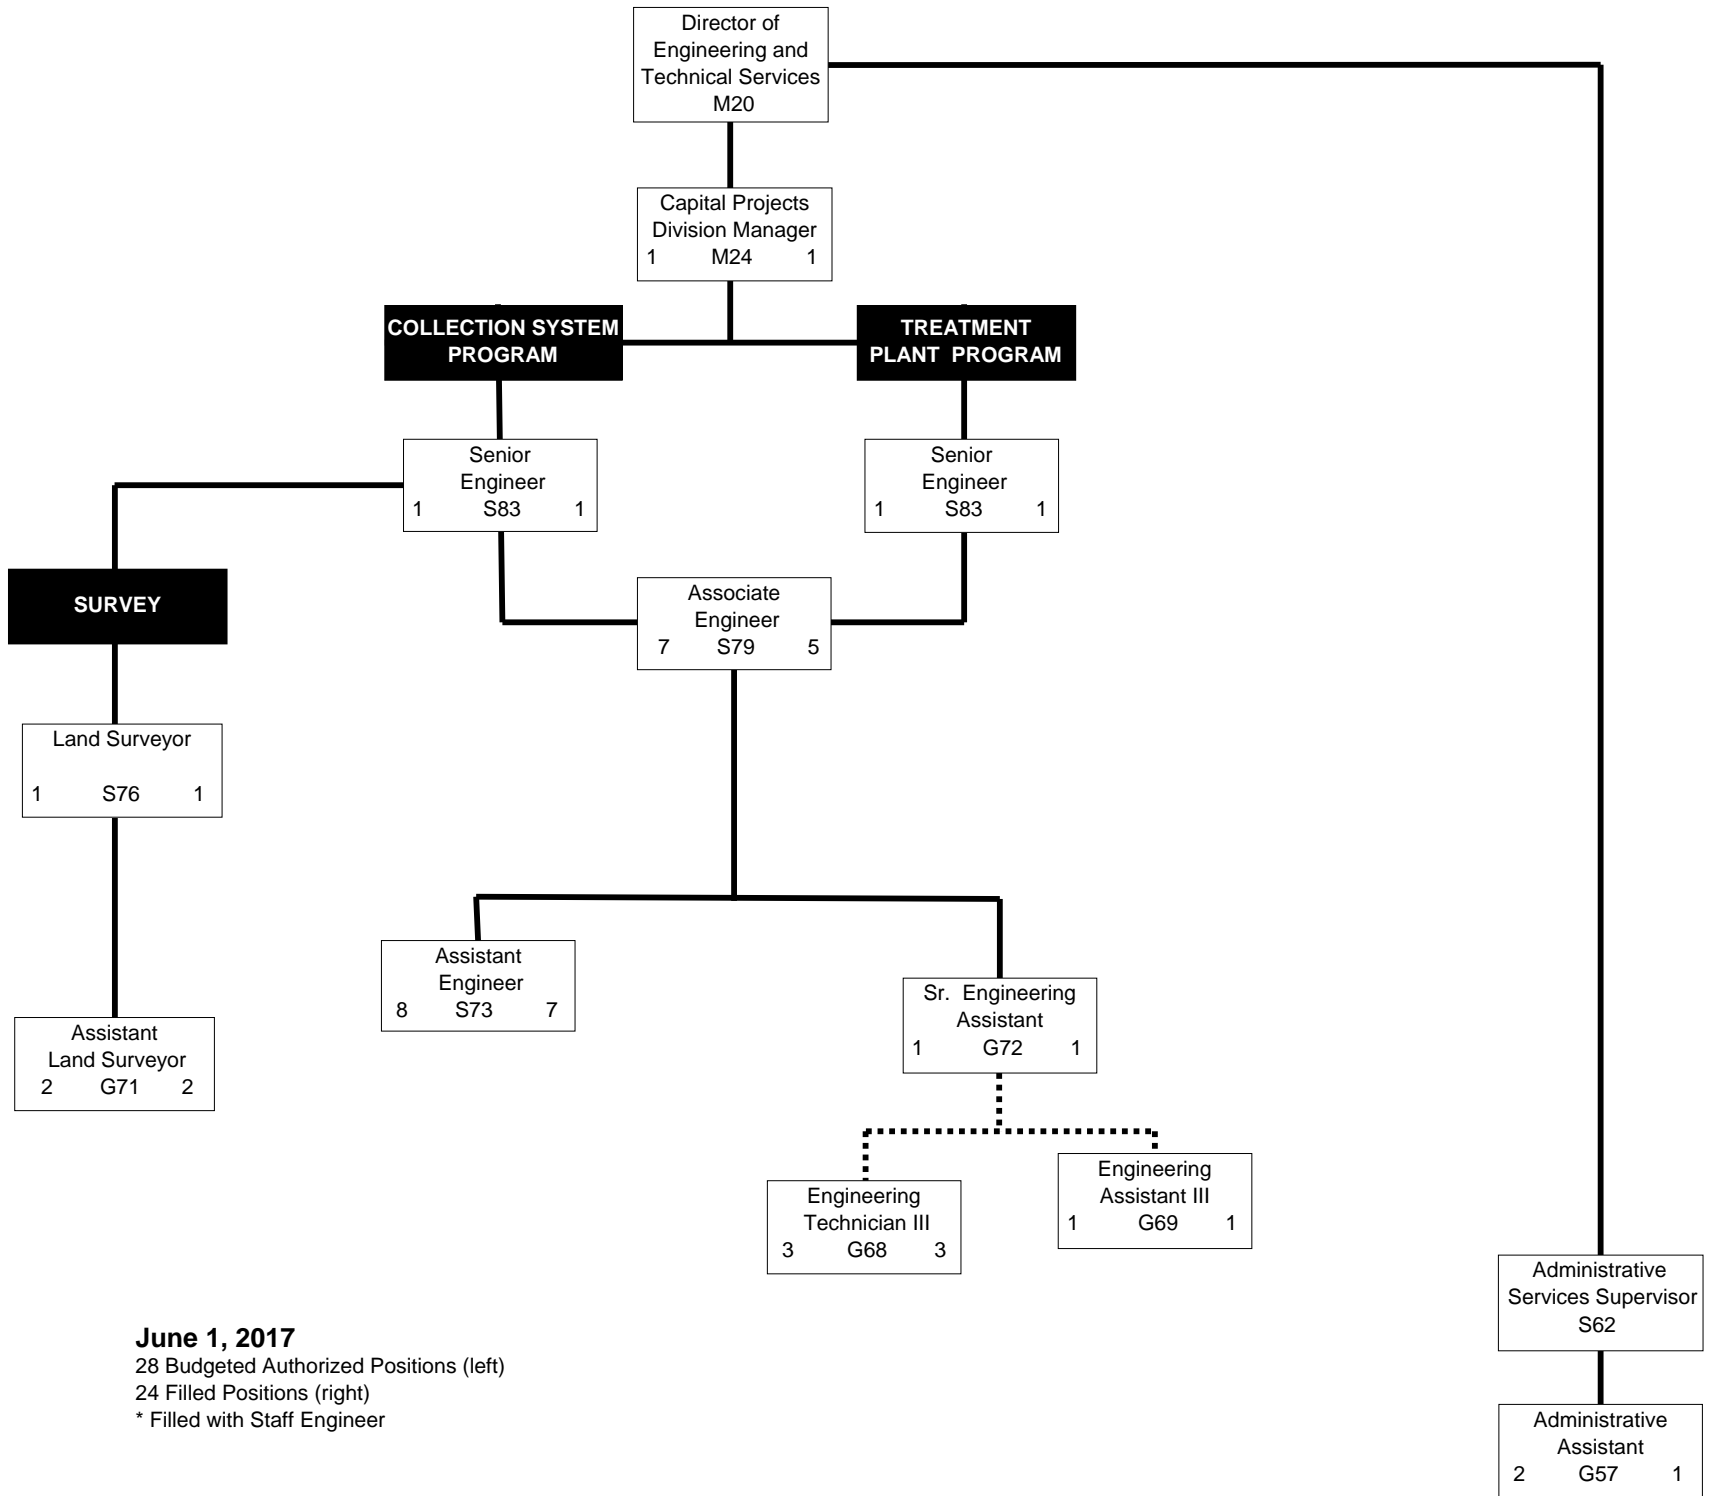 Director of
Engineering and
Technical Services
M20
Capital Projects
Division Manager
1 M24 1
COLLECTION SYSTEM
PROGRAM
TREATMENT
PLANT PROGRAM
Senior
Engineer
1 S83 1
Senior
Engineer
1 S83 1
SURVEY
Associate
Engineer
7 S79 5
Land Surveyor
1 S76 1
Assistant
Engineer
8 S73 7
Sr. Engineering
Assistant
1 G72 1
Assistant
Land Surveyor
2 G71 2
Engineering
Technician III
3 G68 3
Engineering
Assistant III
1 G69 1
Administrative
Services Supervisor
S62
Administrative
Assistant
2 G57 1
June 1, 2017
28 Budgeted Authorized Positions (left)
24 Filled Positions (right)
* Filled with Staff Engineer